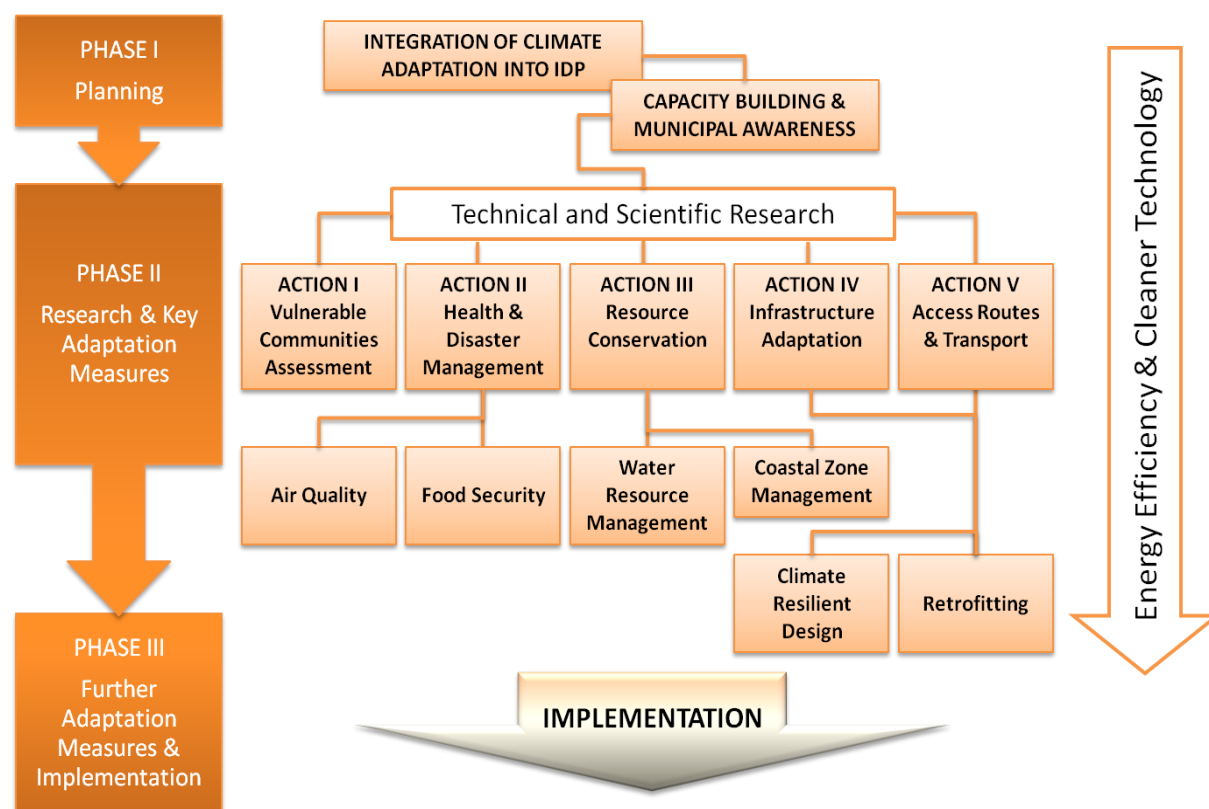 PHASE I
Planning
INTEGRATION OF CLIMATE
ADAPTATION INTO IDP
CAPACITY BUILDING &
MUNICIPAL AWARENESS
PHASE II
Research & Key
Adaptation
Measures
Technical and Scientific Research
ACTION I
Vulnerable
Communities
Assessment
ACTION II
Health &
Disaster
Management
ACTION III
Resource
Conservation
ACTION IV
Infrastructure
Adaptation
ACTION V
Access Routes
& Transport
Air Quality
Food Security
Water
Resource
Management
Coastal Zone
Management
Climate
Resilient
Design
Retrofitting
PHASE III
Further
Adaptation
Measures &
Implementation
IMPLEMENTATION
Energy Efficiency & Cleaner Technology